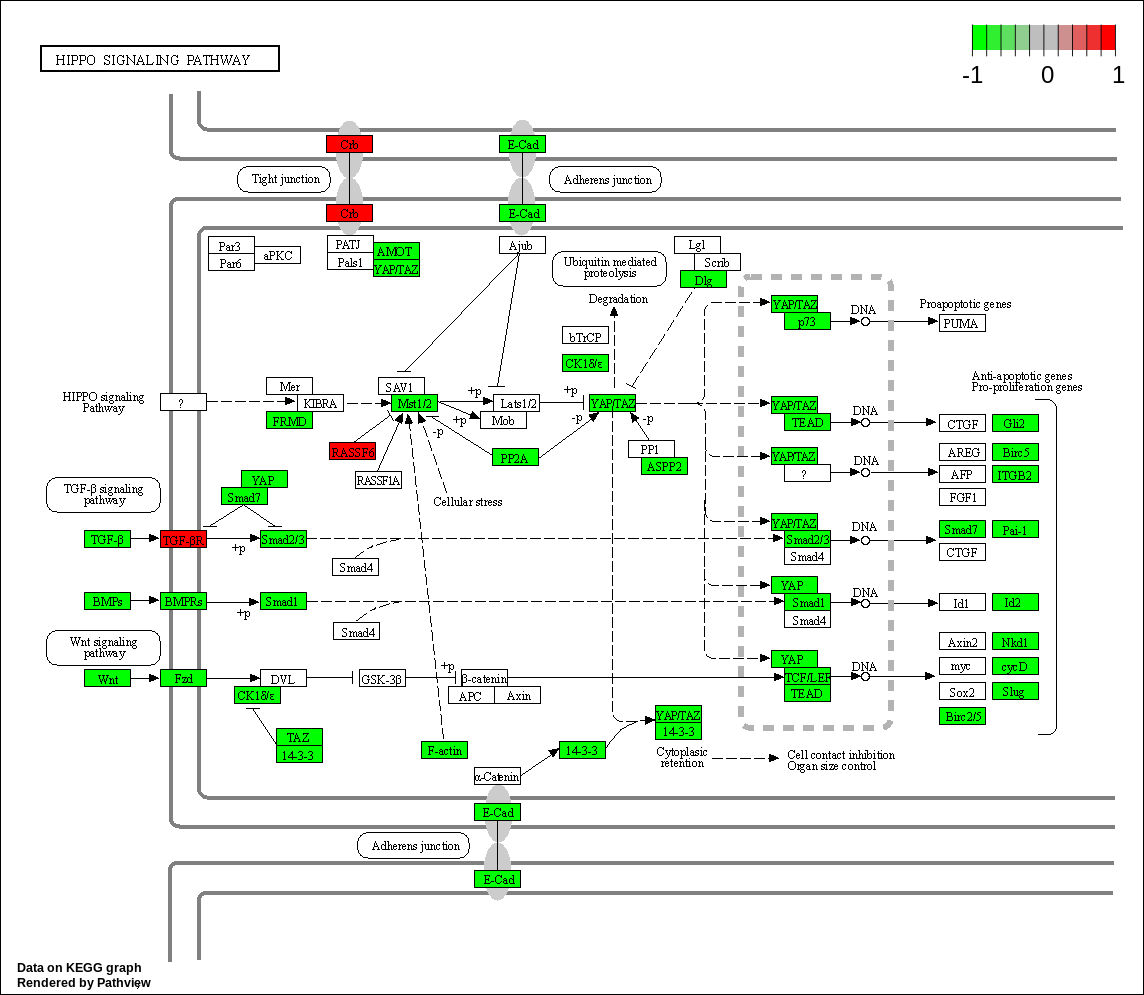 HIPPO SIGNALING PATHWAY
-1 0 1
Crb
E-Cad
Tight junction
Adherens junction
Crb
E-Cad
Par3
aPKC
Par6
PATJ
AMOT
Pals1
YAP/TAZ
Ajub
Ubiquitin mediated
proteolysis
Lgl
Scrib
Dlg
Degradation
bTrCP
CK18/ε
YAP/TAZ
p73
DNA
Proapoptotic genes
PUMA
Anti-apoptotic genes
Pro-proliferation genes
HIPPO signaling
Pathway
?
Mer
KIBRA
FRMD
SAV1
Mst1/2
+p
Lats1/2
Mob
+p
+p
-p
YAP/TAZ
-p
-p
RASSF6
RASSF1A
PP2A
PP1
ASPP2
Cellular stress
YAP/TAZ
TEAD
DNA
CTGF
Gli2
YAP/TAZ
?
DNA
AREG
Birc5
AFP
ITGB2
FGF1
TGF-β signaling
pathway
YAP
Smad7
TGF-β
TGF-βR
+p
Smad2/3
Smad4
YAP/TAZ
Smad2/3
Smad4
DNA
Smad7
Pai-1
CTGF
BMPs
BMPRs
+p
Smad1
Smad4
YAP
Smad1
Smad4
DNA
Id1
Id2
Wnt signaling
pathway
Wnt
Fzd
DVL
CK18/ε
GSK-3β
+p
β-catenin
APC
Axin
YAP
TCF/LEF
TEAD
DNA
Axin2
Nkd1
myc
cycD
Sox2
Slug
Birc2/5
TAZ
14-3-3
F-actin
14-3-3
YAP/TAZ
14-3-3
Cytoplasic
retention
Cell contact inhibition
Organ size control
α-Catenin
E-Cad
Adherens junction
E-Cad
Data on KEGG graph
Rendered by Pathview